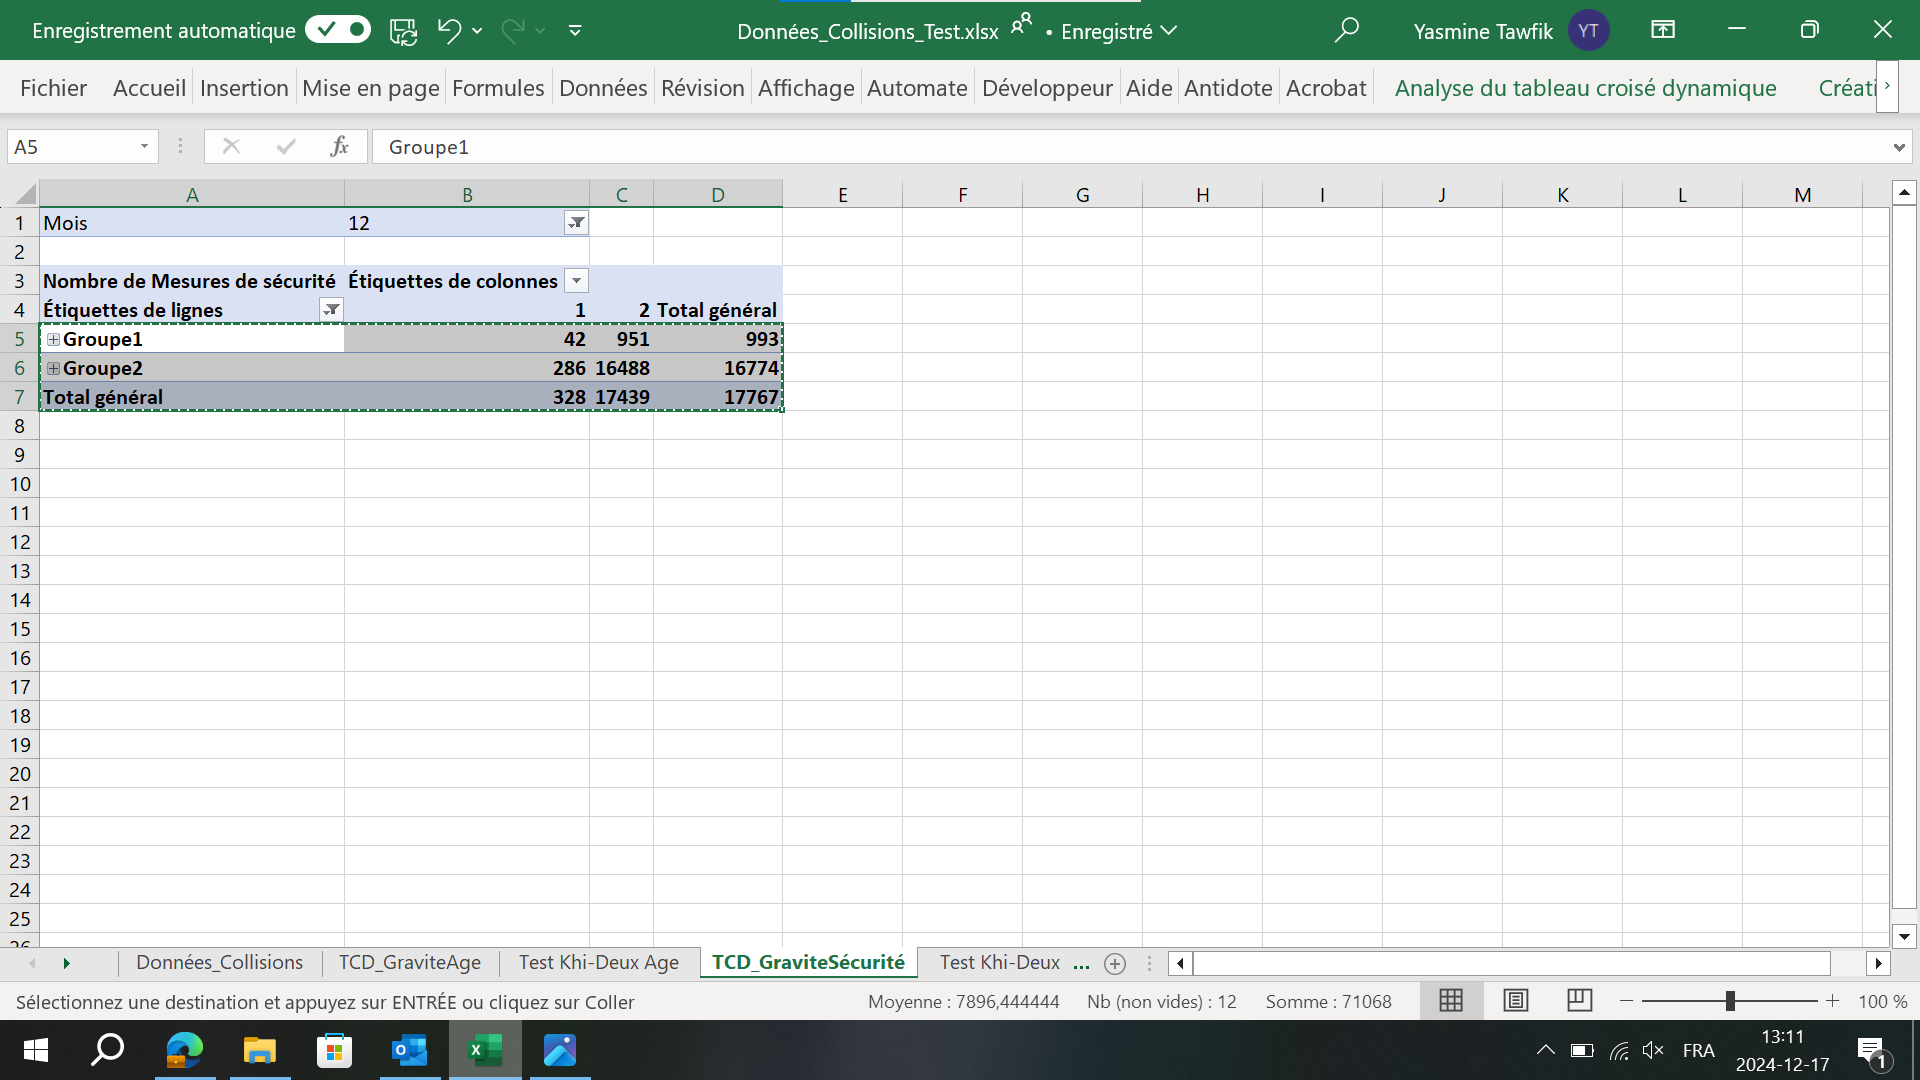 Enregistrement automatique Données_Collisions_Test.xlsx • Enregistré Yasmine Tawfik YT
Fichier Accueil Insertion Mise en page Formules Données Révision Affichage Automate Développeur Aide Antidote Acrobat Analyse du tableau croisé dynamique Créati
A5 fx Groupe1
A B C D E F G H I J K L M
1 Mois 12
2
3 Nombre de Mesures de sécurité Étiquettes de colonnes
4 Étiquettes de lignes 1 2 Total général
5 Groupe1 42 951 993
6 Groupe2 286 16488 16774
7 Total général 328 17439 17767
8
9
10
11
12
13
14
15
16
17
18
19
20
21
22
23
24
25
26
Données_Collisions TCD_GraviteAge Test Khi-Deux Age TCD_GraviteSécurité Test Khi-Deux ...
Sélectionnez une destination et appuyez sur ENTRÉE ou cliquez sur Coller Moyenne : 7896,444444 Nb (non vides) : 12 Somme : 71068 100 %
FRA 13:11
2024-12-17 1